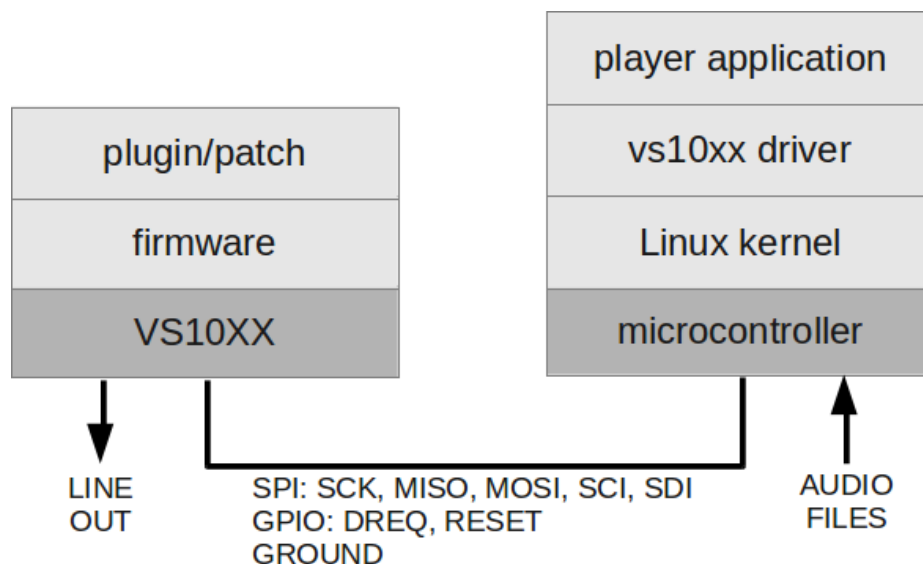 plugin/patch
firmware
VS10XX
player application
vs10xx driver
Linux kernel
microcontroller
LINE
OUT
SPI: SCK, MISO, MOSI, SCI, SDI
GPIO: DREQ, RESET
GROUND
AUDIO
FILES